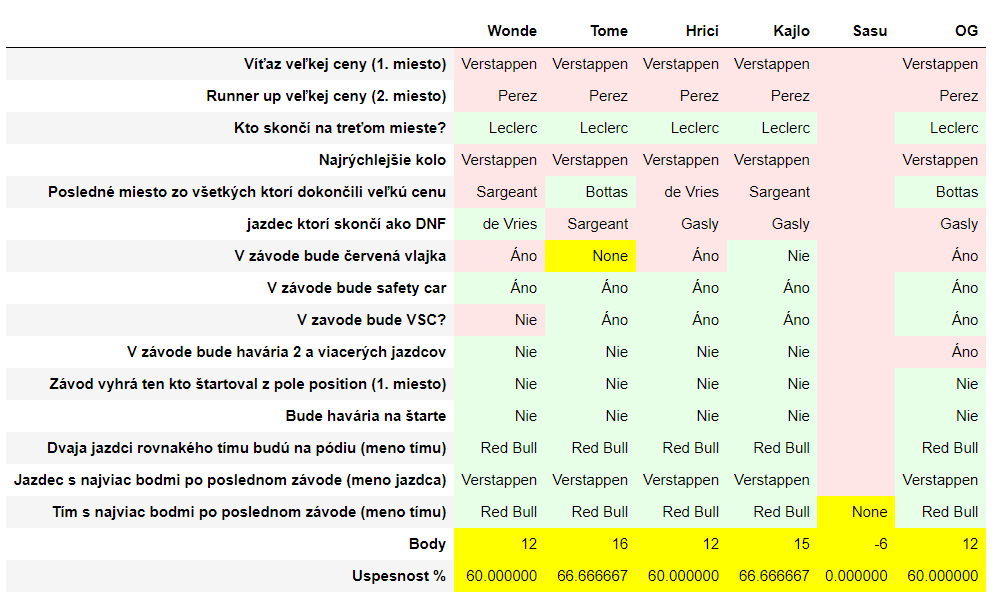 Wonde Tome Hrici Kajlo Sasu OG
Víťaz veľkej ceny (1. miesto) Verstappen Verstappen Verstappen Verstappen Verstappen
Runner up veľkej ceny (2. miesto) Perez Perez Perez Perez Perez
Kto skončí na treťom mieste? Leclerc Leclerc Leclerc Leclerc Leclerc
Najrýchlejšie kolo Verstappen Verstappen Verstappen Verstappen Verstappen
Posledné miesto zo všetkých ktorí dokončili veľkú cenu Sargeant Bottas de Vries Sargeant Bottas
jazdec ktorí skončí ako DNF de Vries Sargeant Gasly Gasly Gasly
V závode bude červená vlajka Áno None Áno Nie Áno
V závode bude safety car Áno Áno Áno Áno Áno
V zavode bude VSC? Nie Áno Áno Áno Áno
V závode bude havária 2 a viacerých jazdcov Nie Nie Nie Nie Áno
Závod vyhrá ten kto štartoval z pole position (1. miesto) Nie Nie Nie Nie Nie
Bude havária na štarte Nie Nie Nie Nie Nie
Dvaja jazdci rovnakého tímu budú na pódiu (meno tímu) Red Bull Red Bull Red Bull Red Bull Red Bull
Jazdec s najviac bodmi po poslednom závode (meno jazdca) Verstappen Verstappen Verstappen Verstappen Verstappen
Tím s najviac bodmi po poslednom závode (meno tímu) Red Bull Red Bull Red Bull Red Bull None Red Bull
Body 12 16 12 15 -6 12
Uspesnost % 60.000000 66.666667 60.000000 66.666667 0.000000 60.000000